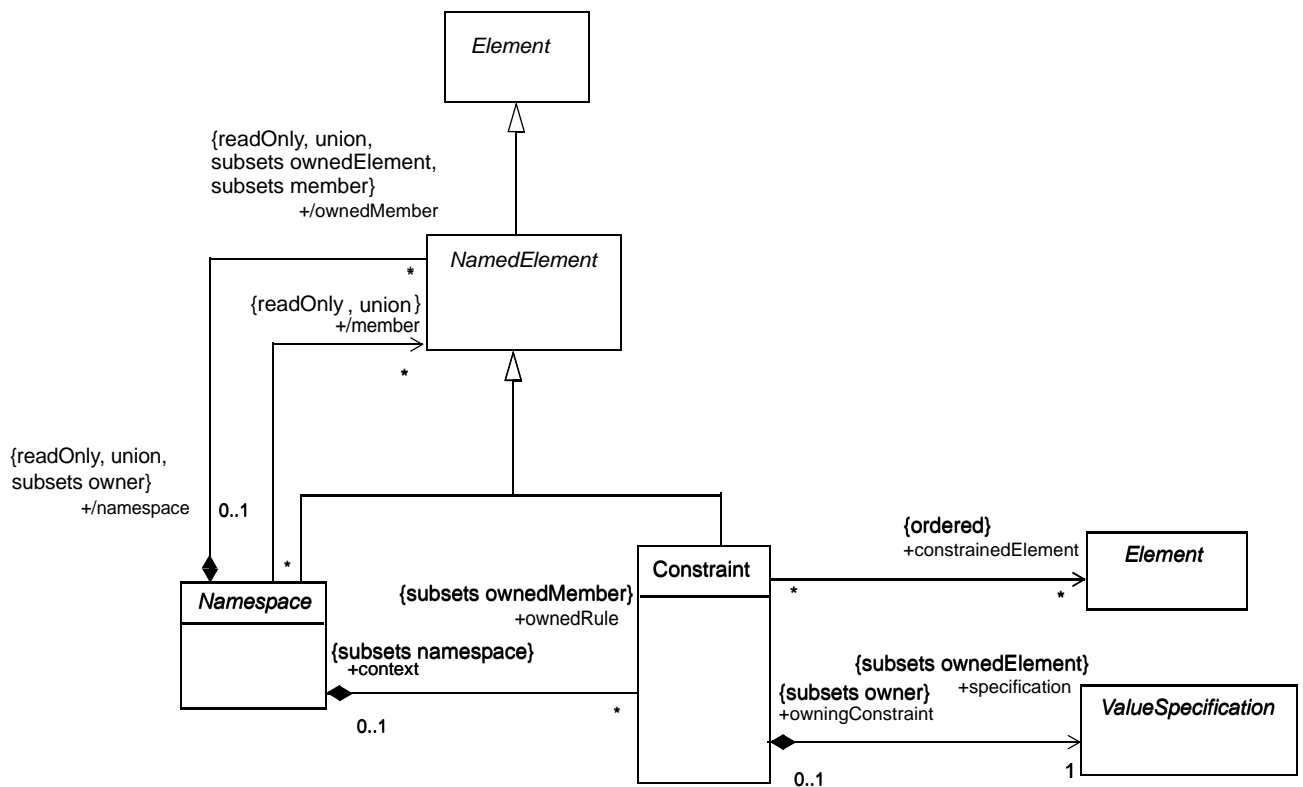 Element
{readOnly, union,
subsets ownedElement,
subsets member}
+/ownedMember
NamedElement
*
{readOnly , union}
+/member
*
{readOnly, union,
subsets owner}
+/namespace
0..1
*
Namespace
{subsets ownedMember}
+ownedRule
Constraint
{ordered}
+constrainedElement
*
*
Element
{subsets namespace}
+context
0..1
*
{subsets ownedElement}
+specification
{subsets owner}
+owningConstraint
0..1
1
ValueSpecification